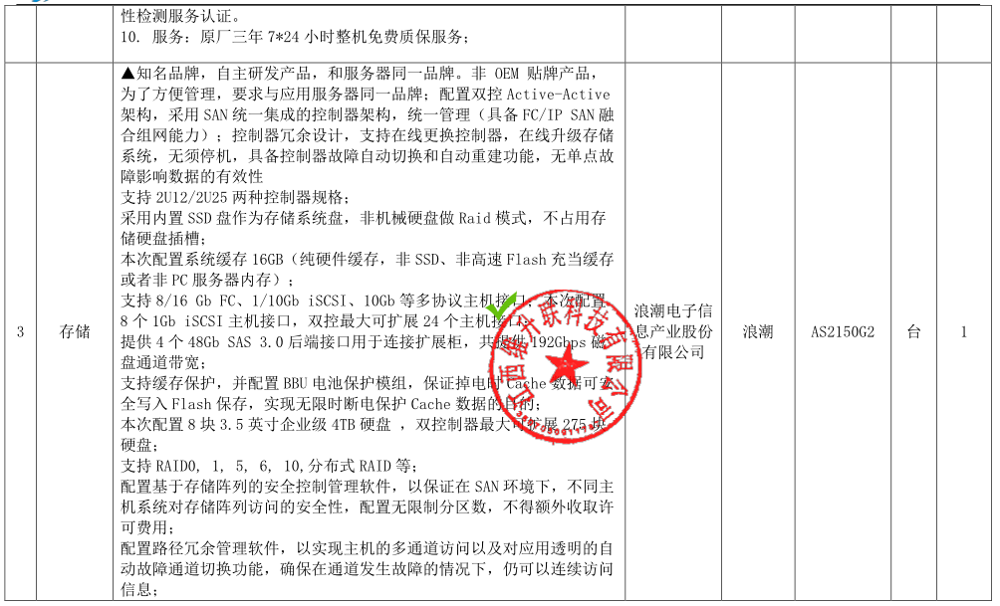 性检测服务认证。
10. 服务：原厂三年 7*24 小时整机免费质保服务；
3
存储
▲知名品牌，自主研发产品，和服务器同一品牌。非 OEM 贴牌产品，
为了方便管理，要求与应用服务器同一品牌；配置双控 Active-Active
架构，采用 SAN 统一集成的控制器架构，统一管理（具备 FC/IP SAN 融
合组网能力）；控制器冗余设计，支持在线更换控制器，在线升级存储
系统，无须停机，具备控制器故障自动切换和自动重建功能，无单点故
障影响数据的有效性
支持 2U12/2U25 两种控制器规格；
采用内置 SSD 盘作为存储系统盘，非机械硬盘做 Raid 模式，不占用存
储硬盘插槽；
本次配置系统缓存 16GB（纯硬件缓存，非 SSD、非高速 Flash 充当缓存
或者非 PC 服务器内存）；
支持 8/16 Gb FC、1/10Gb iSCSI、10Gb 等多协议主机接口，本次配置
8 个 1Gb iSCSI 主机接口，双控最大可扩展 24 个主机接口；
提供 4 个 48Gb SAS 3.0 后端接口用于连接扩展柜，共提供 192Gbps 磁
盘通道带宽；
支持缓存保护，并配置 BBU 电池保护模组，保证掉电时 Cache 数据可安
全写入 Flash 保存，实现无限时断电保护 Cache 数据的目的；
本次配置 8 块 3.5 英寸企业级 4TB 硬盘 ，双控制器最大可扩展 275 块
硬盘；
支持 RAID0, 1, 5, 6, 10,分布式 RAID 等；
配置基于存储阵列的安全控制管理软件，以保证在 SAN 环境下，不同主
机系统对存储阵列访问的安全性，配置无限制分区数，不得额外收取许
可费用；
配置路径冗余管理软件，以实现主机的多通道访问以及对应用透明的自
动故障通道切换功能，确保在通道发生故障的情况下，仍可以连续访问
信息；
浪潮电子信
息产业股份
有限公司
浪潮
AS2150G2
台
1
升联科技有限公司